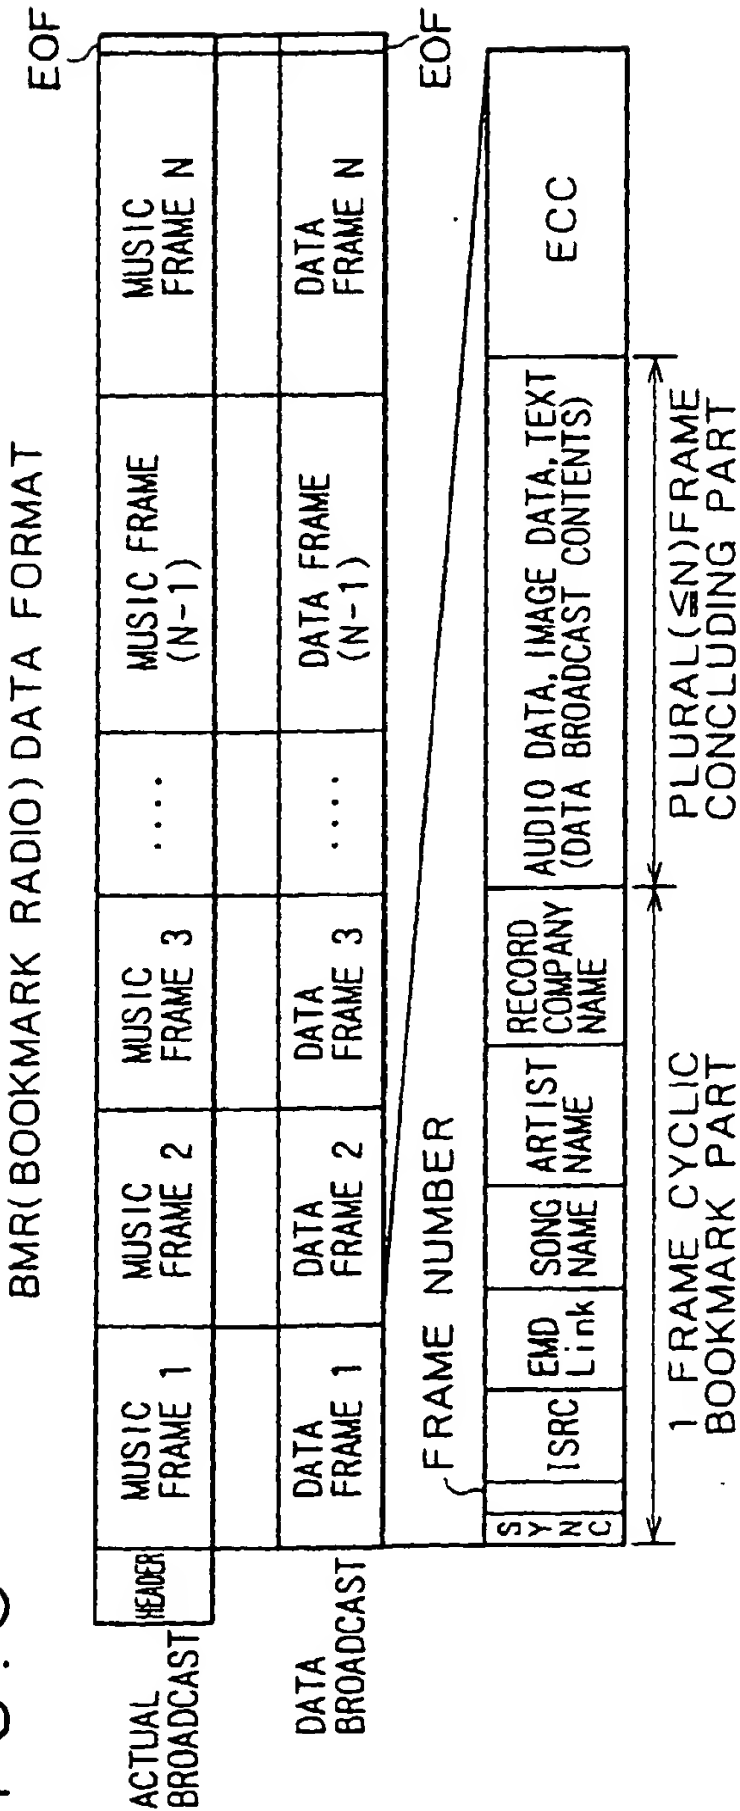 BMR(BOOKMARK RADIO) DATA FORMAT
EOF
ACTUAL
BROADCAST
HEADER
MUSIC
FRAME 1
MUSIC
FRAME 2
MUSIC
FRAME 3
....
MUSIC FRAME
(N-1)
MUSIC
FRAME N
DATA
BROADCAST
DATA
FRAME 1
DATA
FRAME 2
DATA
FRAME 3
....
DATA FRAME
(N-1)
DATA
FRAME N
EOF
FRAME NUMBER
SYNC
ISRC
EMD
Link
SONG
NAME
ARTIST
NAME
RECORD
COMPANY
NAME
AUDIO DATA, IMAGE DATA, TEXT
(DATA BROADCAST CONTENTS)
ECC
1 FRAME CYCLIC
BOOKMARK PART
PLURAL(≦N)FRAME
CONCLUDING PART